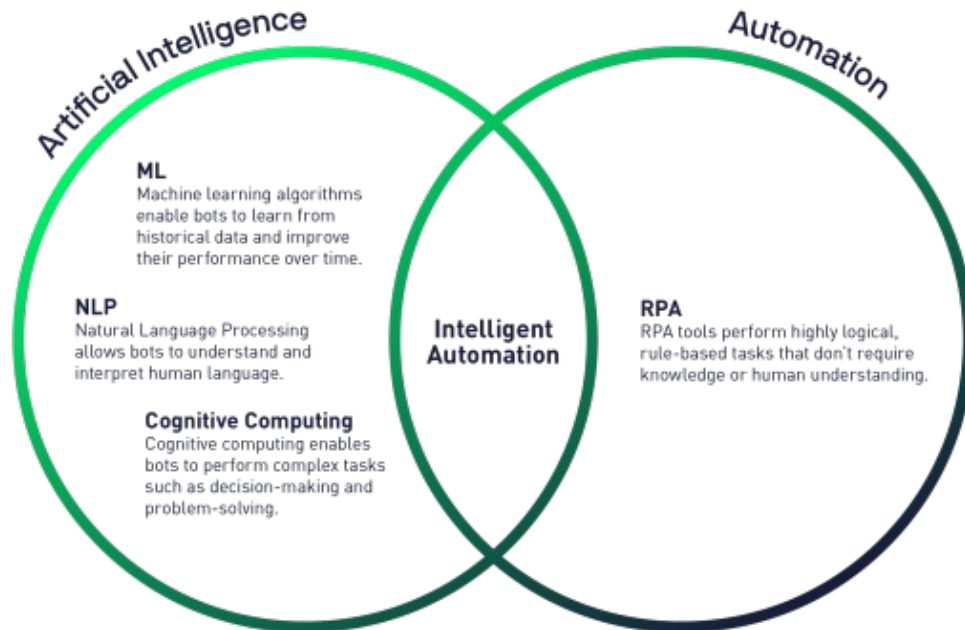 Artificial Intelligence
Automation
ML
Machine learning algorithms
enable bots to learn from
historical data and improve
their performance over time.
NLP
Natural Language Processing
allows bots to understand and
interpret human language.
Cognitive Computing
Cognitive computing enables
bots to perform complex tasks
such as decision-making and
problem-solving.
Intelligent
Automation
RPA
RPA tools perform highly logical,
rule-based tasks that don't require
knowledge or human understanding.